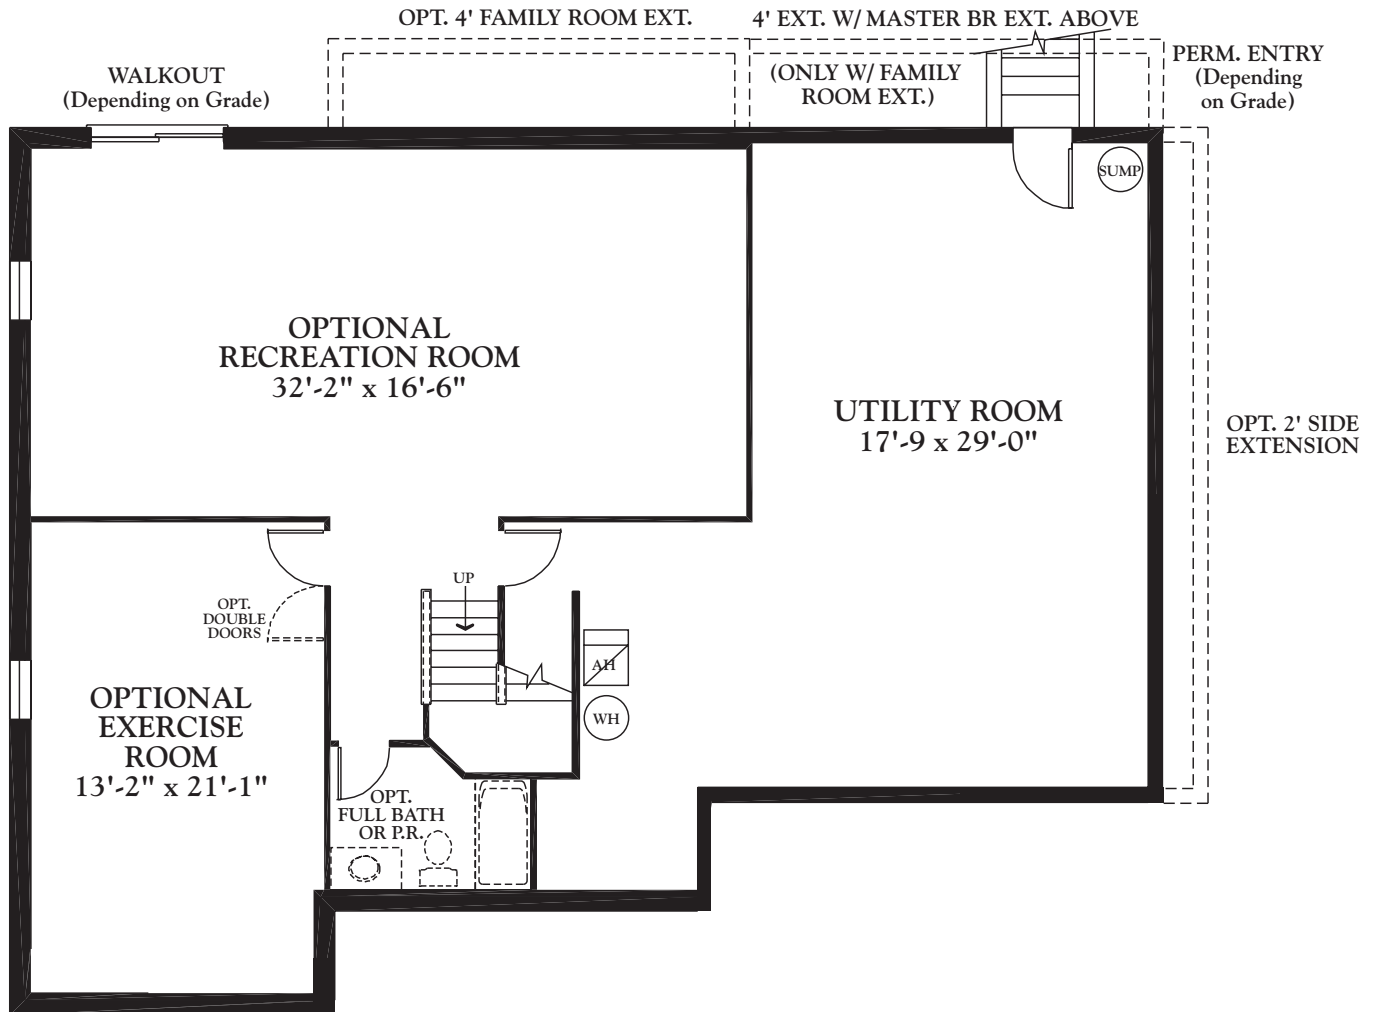 OPT. 4' FAMILY ROOM EXT.
4' EXT. W/ MASTER BR EXT. ABOVE
(ONLY W/ FAMILY
ROOM EXT.)
PERM. ENTRY
(Depending
on Grade)
WALKOUT
(Depending on Grade)
SUMP
OPTIONAL
RECREATION ROOM
32'-2" x 16'-6"
UTILITY ROOM
17'-9 x 29'-0"
OPT. 2' SIDE
EXTENSION
UP
OPT.
DOUBLE
DOORS
AH
WH
OPTIONAL
EXERCISE
ROOM
13'-2" x 21'-1"
OPT.
FULL BATH
OR P.R.